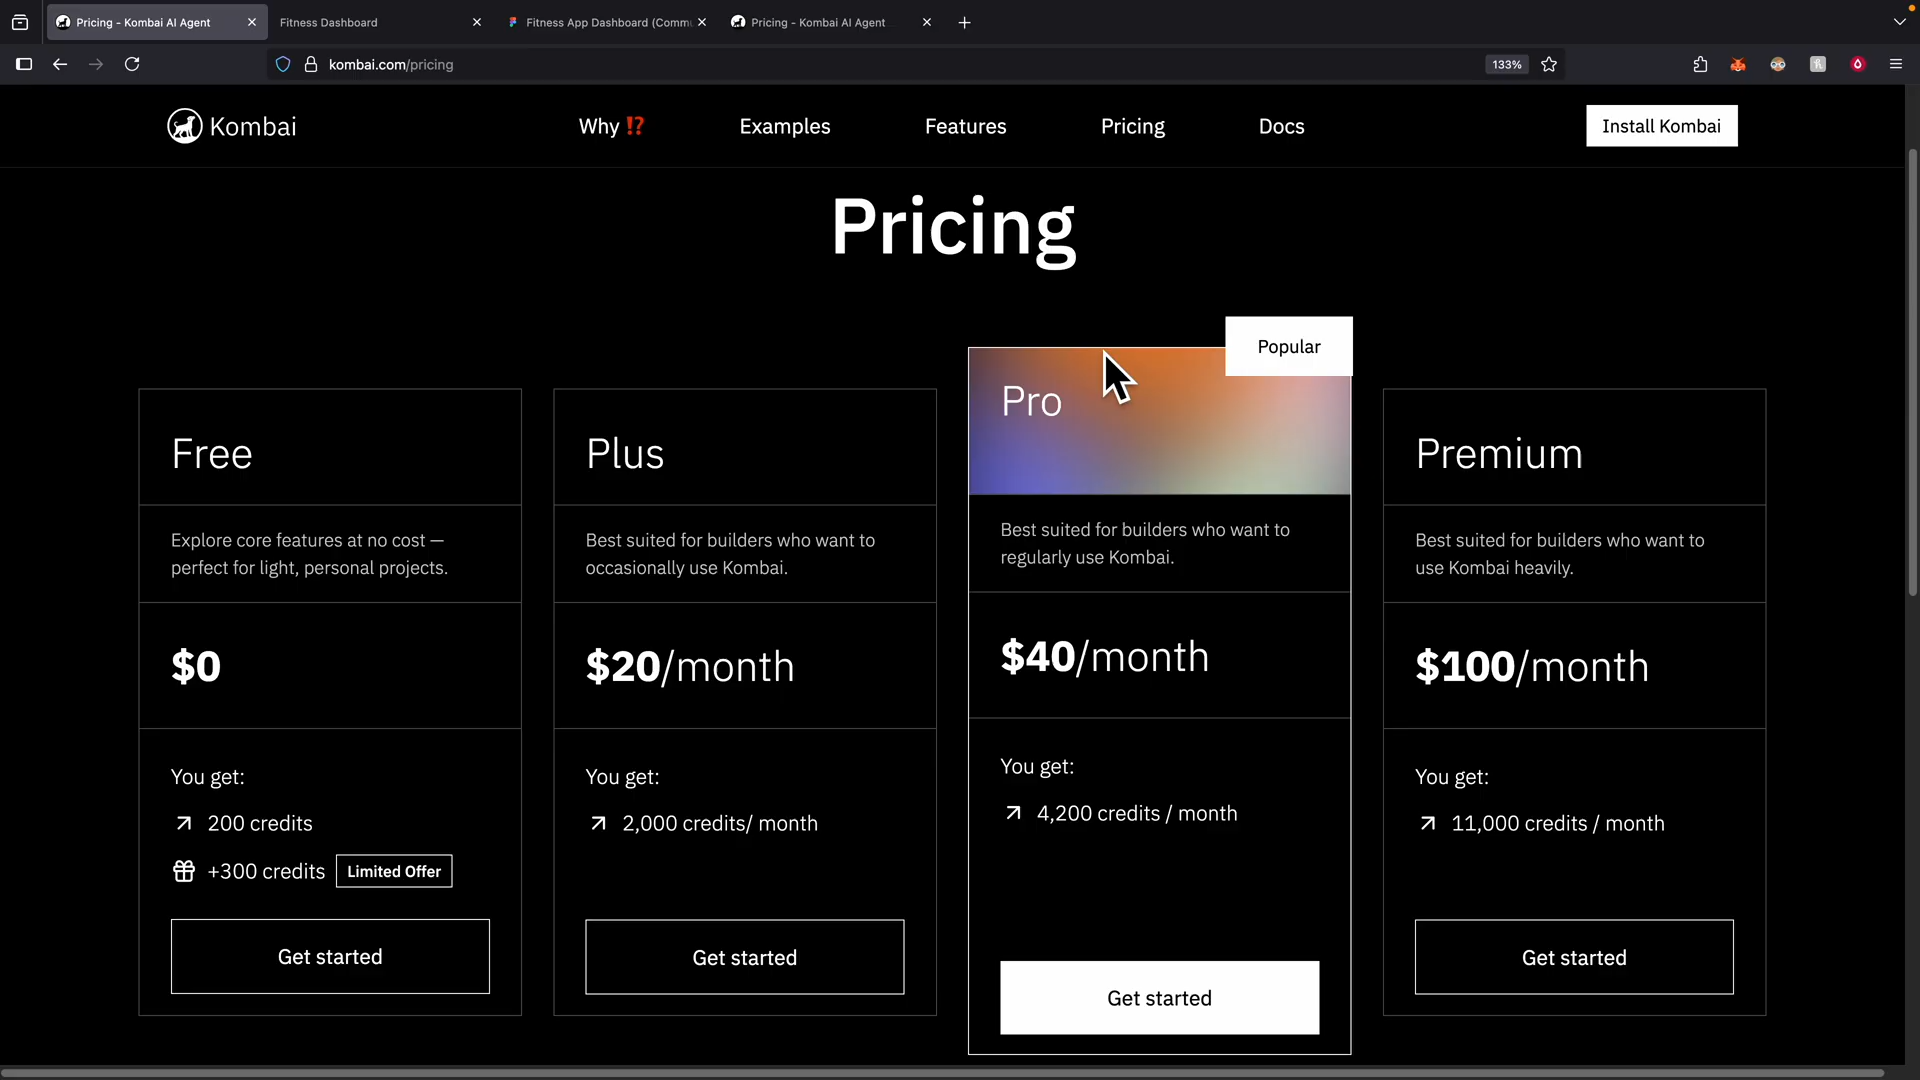 Pricing - Kombai AI Agent
Fitness Dashboard
Fitness App Dashboard (Commu
Pricing - Kombai AI Agent
kombai.com/pricing
133%
Kombai
Why ⁉
Examples
Features
Pricing
Docs
Install Kombai
Pricing
Free
Explore core features at no cost —
perfect for light, personal projects.
$0
You get:
200 credits
+300 credits
Limited Offer
Get started
Plus
Best suited for builders who want to
occasionally use Kombai.
$20/month
You get:
2,000 credits/ month
Get started
Popular
Pro
Best suited for builders who want to
regularly use Kombai.
$40/month
You get:
4,200 credits / month
Get started
Premium
Best suited for builders who want to
use Kombai heavily.
$100/month
You get:
11,000 credits / month
Get started